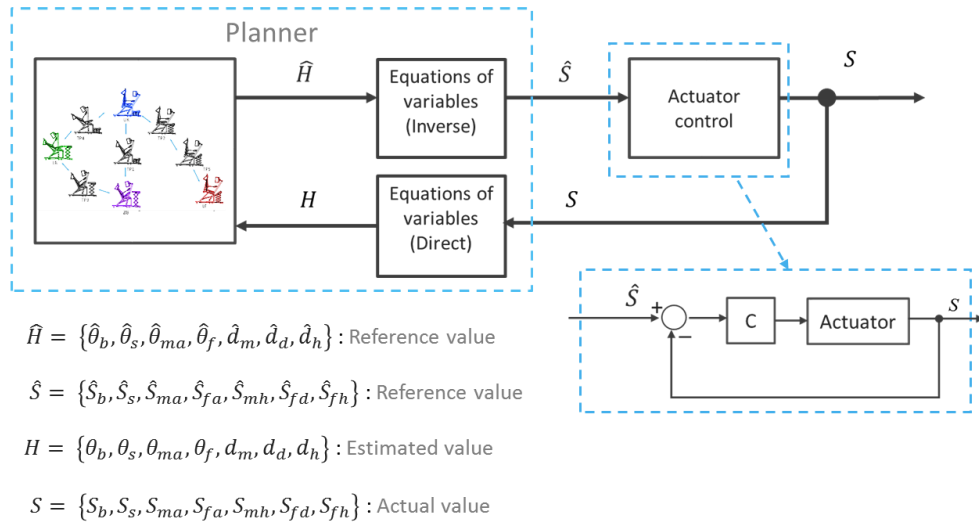 Planner
Ĥ
Equations of
variables
(Inverse)
Ŝ
Actuator
control
S
H
Equations of
variables
(Direct)
S
Ŝ
+
−
C
Actuator
S
Ĥ = {θ̂_b, θ̂_s, θ̂_ma, θ̂_f, d̂_m, d̂_d, d̂_h} : Reference value
Ŝ = {Ŝ_b, Ŝ_s, Ŝ_ma, Ŝ_fa, Ŝ_mh, Ŝ_fd, Ŝ_fh} : Reference value
H = {θ_b, θ_s, θ_ma, θ_f, d_m, d_d, d_h} : Estimated value
S = {S_b, S_s, S_ma, S_fa, S_mh, S_fd, S_fh} : Actual value